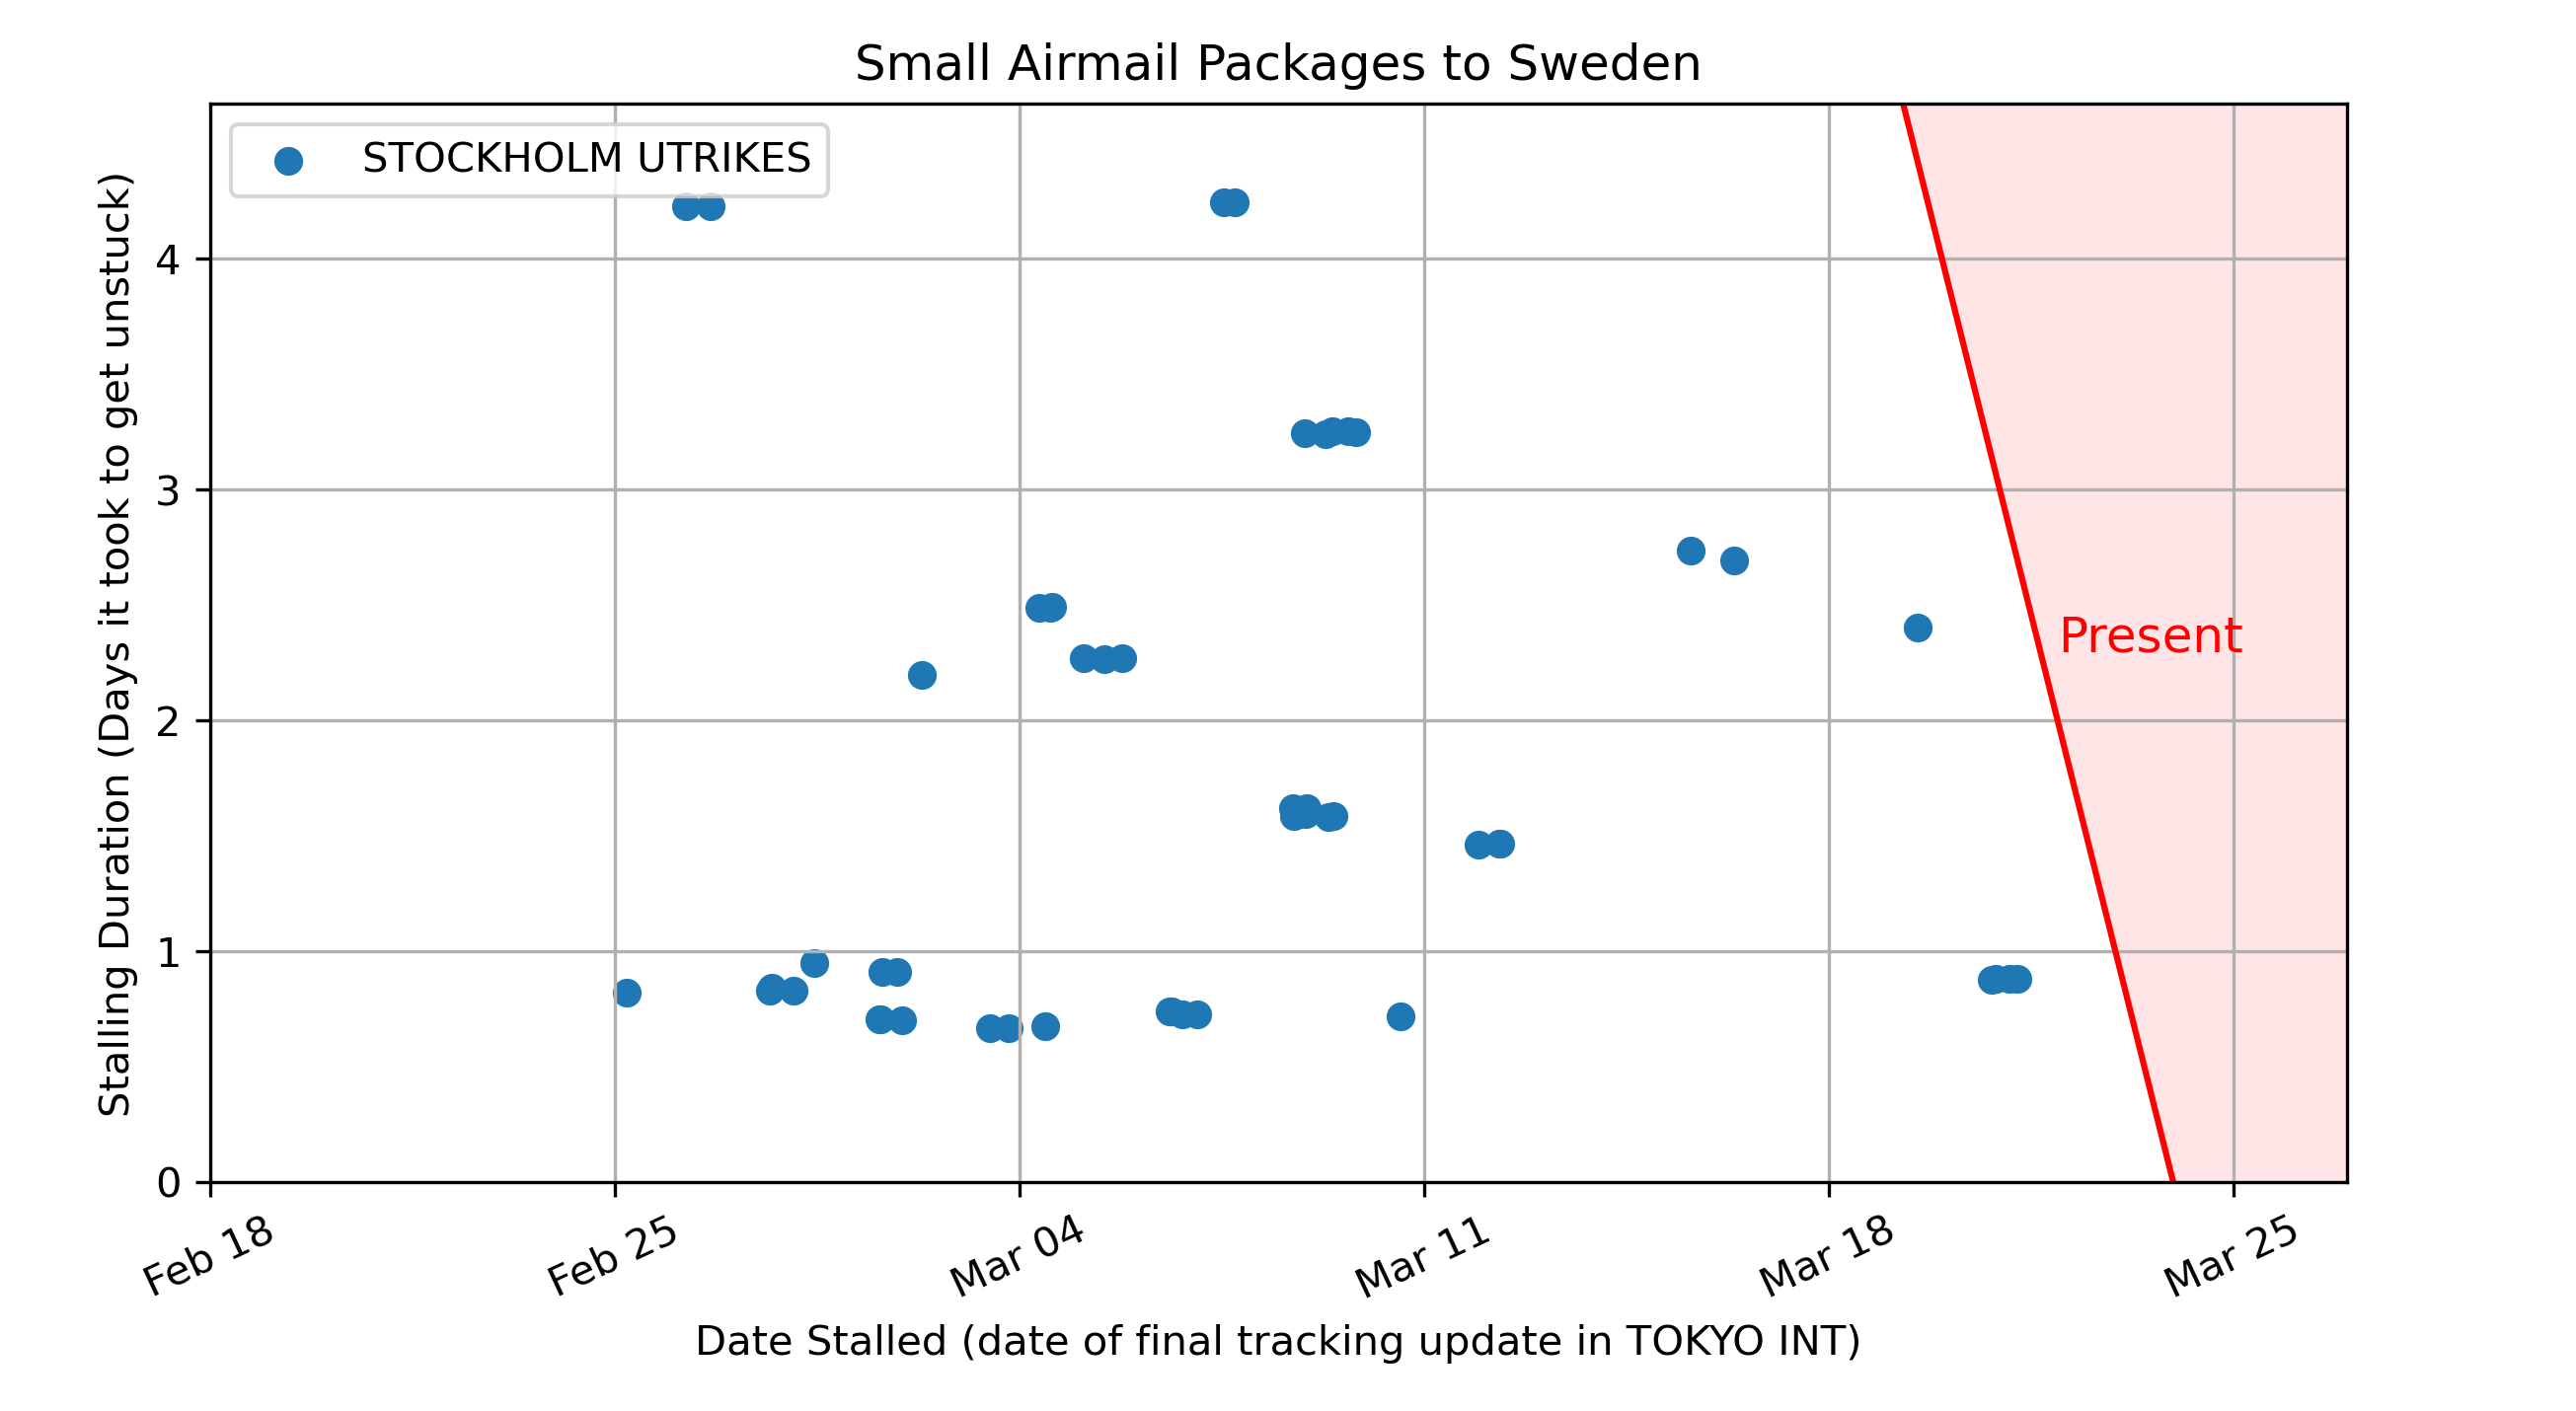 Small Airmail Packages to Sweden
STOCKHOLM UTRIKES
Stalling Duration (Days it took to get unstuck)
4
3
2
1
0
Present
Feb 18
Feb 25
Mar 04
Mar 11
Mar 18
Mar 25
Date Stalled (date of final tracking update in TOKYO INT)